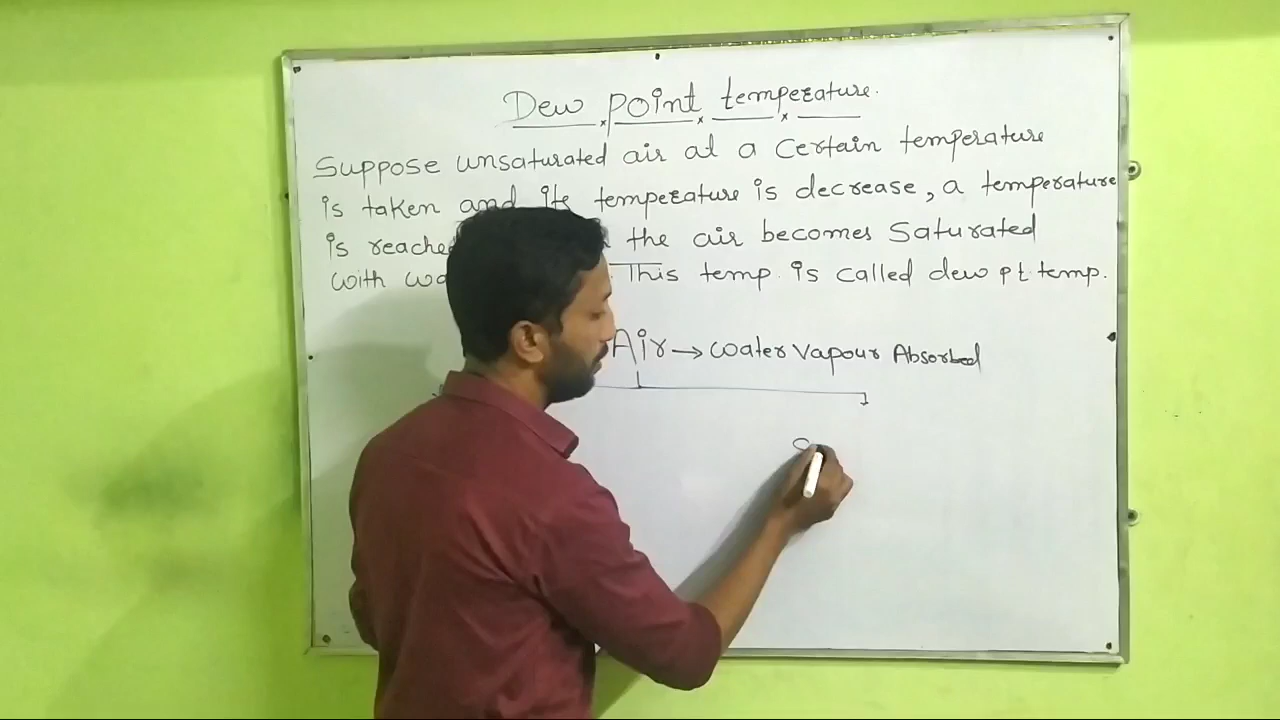 Dew point temperature.
Suppose unsaturated air at a certain temperature
is taken and its temperature is decrease, a temperature
is reached the air becomes Saturated
with This temp. is called dew pt. temp.
Air → water vapour Absorbed